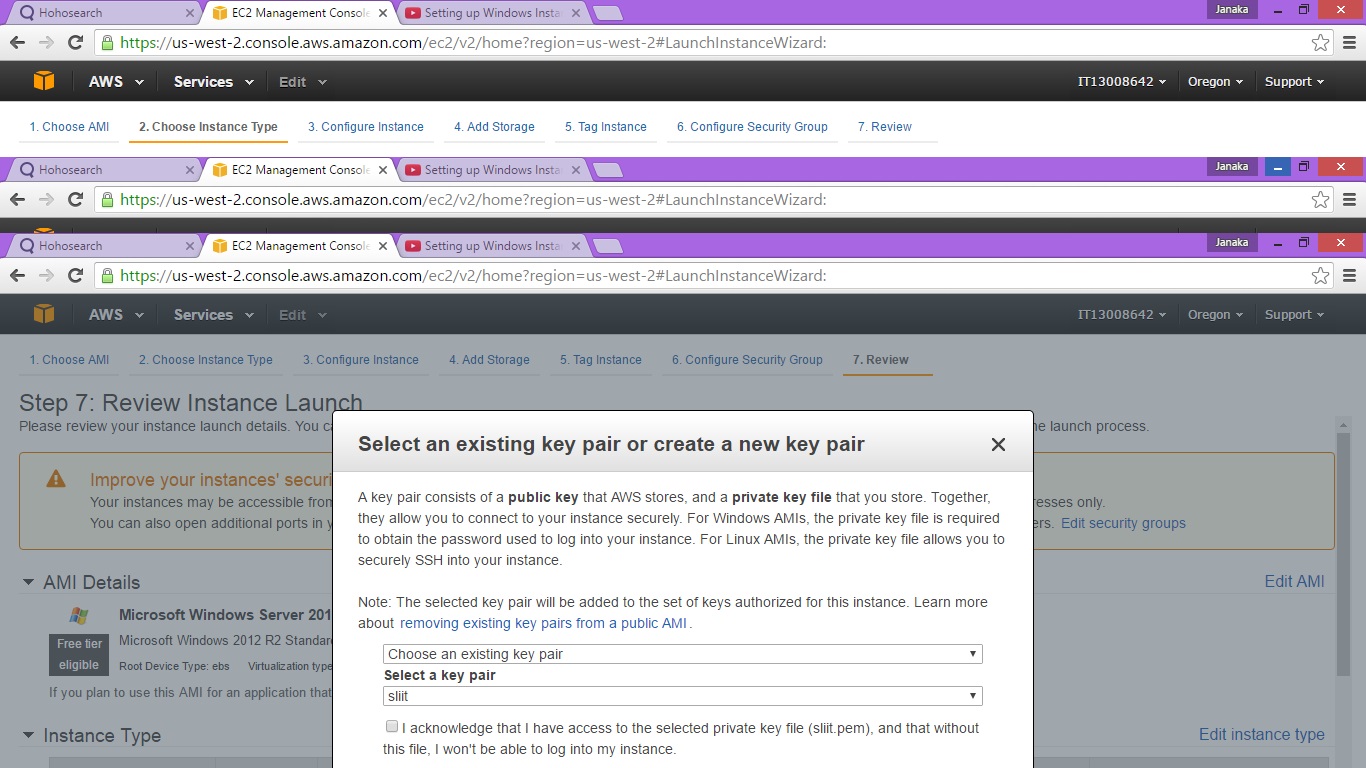 Hohosearch
EC2 Management Console
Setting up Windows Insta
Janaka
https://us-west-2.console.aws.amazon.com/ec2/v2/home?region=us-west-2#LaunchInstanceWizard:
AWS Services Edit IT13008642 Oregon Support
1. Choose AMI 2. Choose Instance Type 3. Configure Instance 4. Add Storage 5. Tag Instance 6. Configure Security Group 7. Review
Hohosearch
EC2 Management Console
Setting up Windows Insta
Janaka
https://us-west-2.console.aws.amazon.com/ec2/v2/home?region=us-west-2#LaunchInstanceWizard:
Hohosearch
EC2 Management Console
Setting up Windows Insta
Janaka
https://us-west-2.console.aws.amazon.com/ec2/v2/home?region=us-west-2#LaunchInstanceWizard:
AWS Services Edit IT13008642 Oregon Support
1. Choose AMI 2. Choose Instance Type 3. Configure Instance 4. Add Storage 5. Tag Instance 6. Configure Security Group 7. Review
Step 7: Review Instance Launch
Please review your instance launch details. You ca
he launch process.
Improve your instances' securi
Your instances may be accessible from
resses only.
You can also open additional ports in y
ers. Edit security groups
AMI Details
Edit AMI
Microsoft Windows Server 201
Free tier
eligible
Microsoft Windows 2012 R2 Standar
Root Device Type: ebs Virtualization type
If you plan to use this AMI for an application that
Instance Type
Edit instance type
Select an existing key pair or create a new key pair
A key pair consists of a public key that AWS stores, and a private key file that you store. Together,
they allow you to connect to your instance securely. For Windows AMIs, the private key file is required
to obtain the password used to log into your instance. For Linux AMIs, the private key file allows you to
securely SSH into your instance.
Note: The selected key pair will be added to the set of keys authorized for this instance. Learn more
about removing existing key pairs from a public AMI.
Choose an existing key pair
Select a key pair
sliit
I acknowledge that I have access to the selected private key file (sliit.pem), and that without
this file, I won't be able to log into my instance.